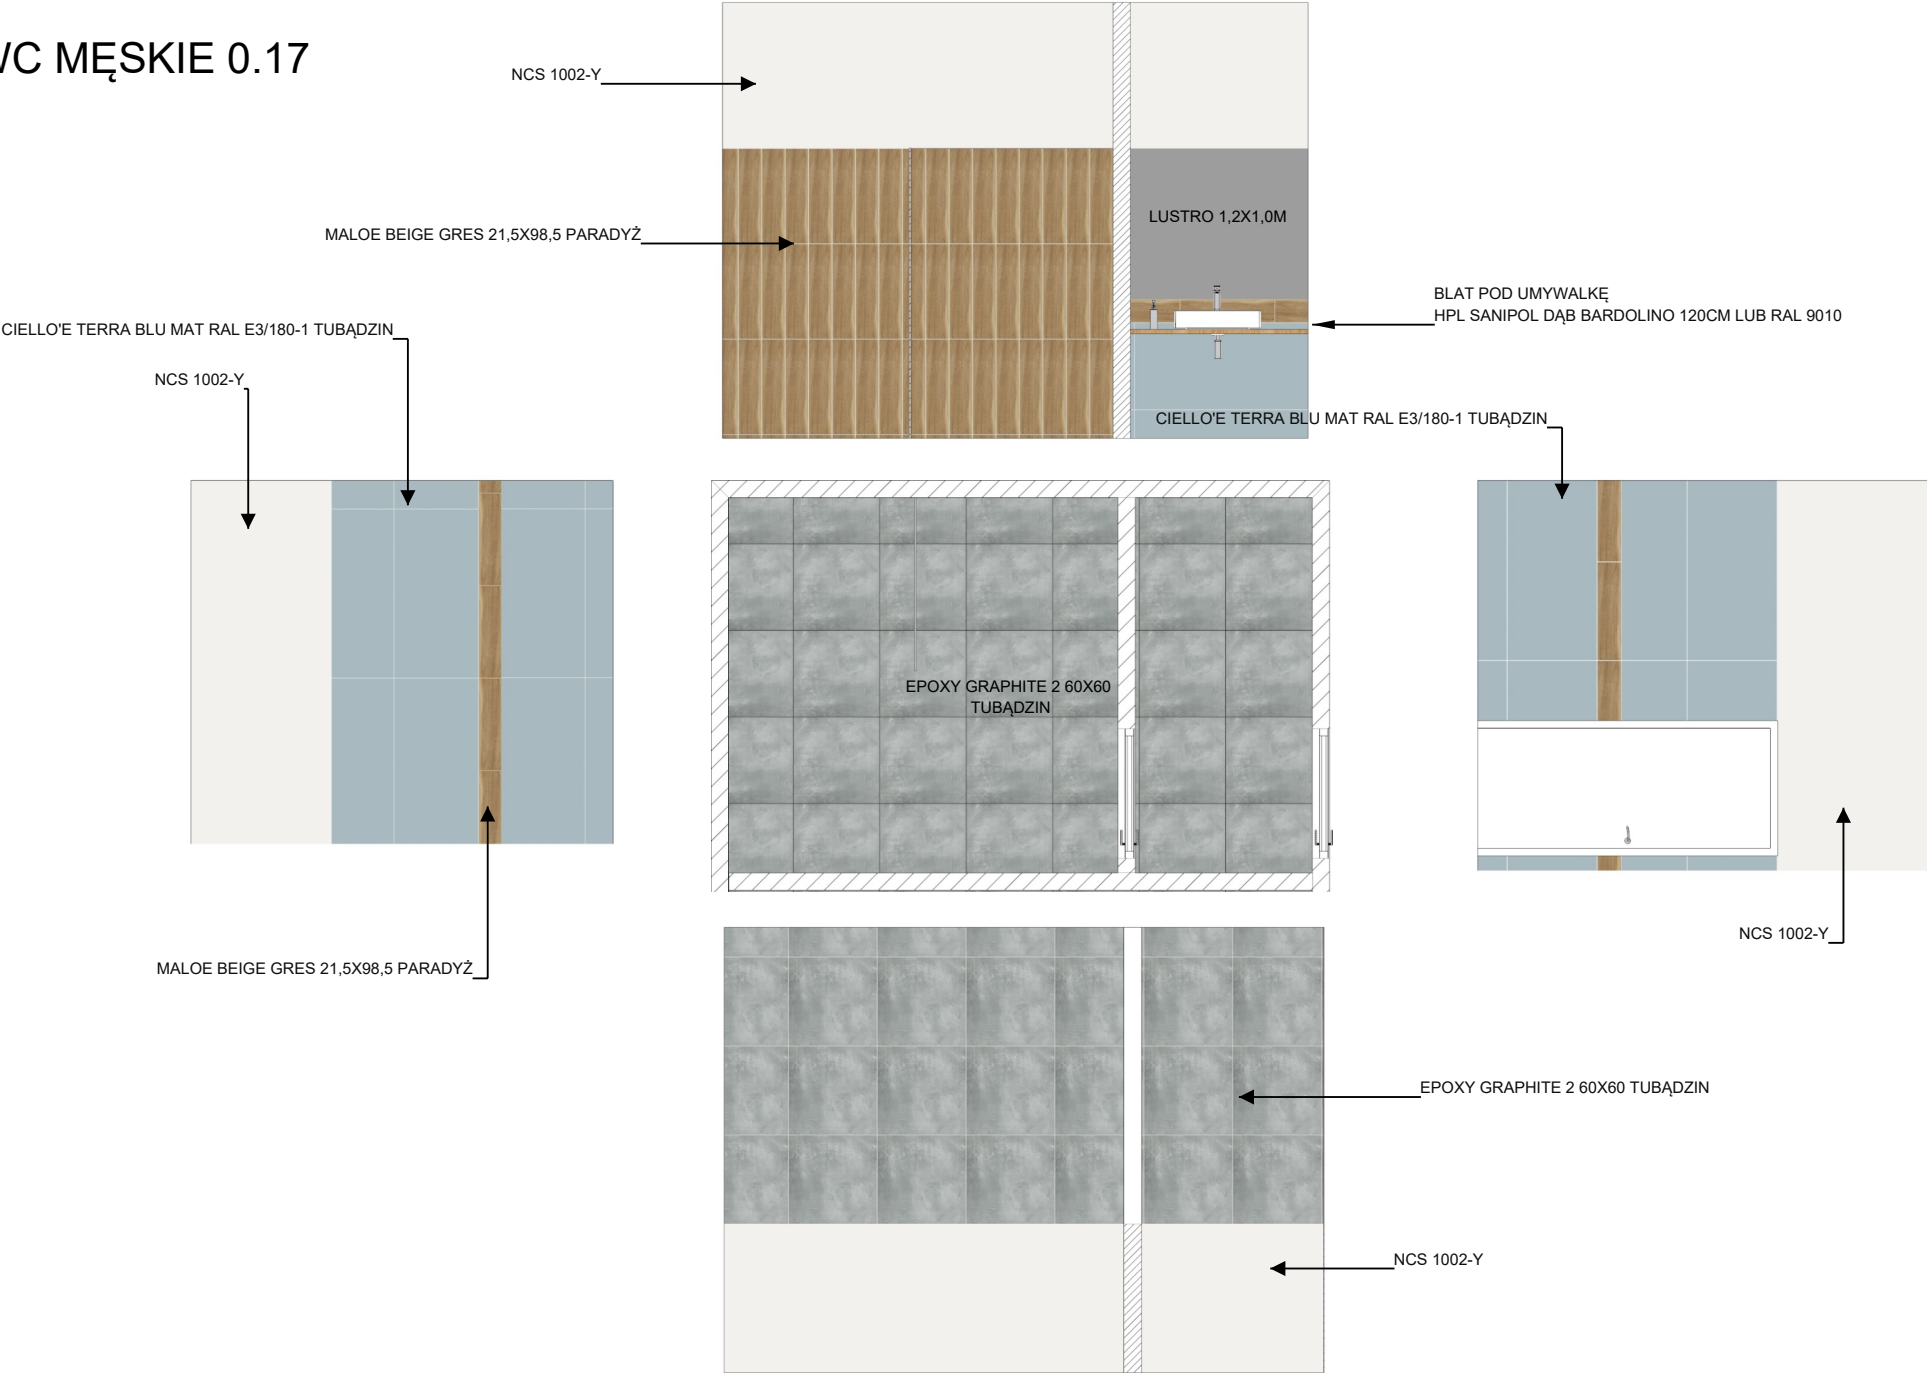 WC MĘSKIE 0.17
NCS 1002-Y
LUSTRO 1,2X1,0M
MALOE BEIGE GRES 21,5X98,5 PARADYŻ
BLAT POD UMYWALKĘ
HPL SANIPOL DĄB BARDOLINO 120CM LUB RAL 9010
CIELLO'E TERRA BLU MAT RAL E3/180-1 TUBĄDZIN
NCS 1002-Y
CIELLO'E TERRA BLU MAT RAL E3/180-1 TUBĄDZIN
EPOXY GRAPHITE 2 60X60
TUBĄDZIN
NCS 1002-Y
MALOE BEIGE GRES 21,5X98,5 PARADYŻ
EPOXY GRAPHITE 2 60X60 TUBĄDZIN
NCS 1002-Y